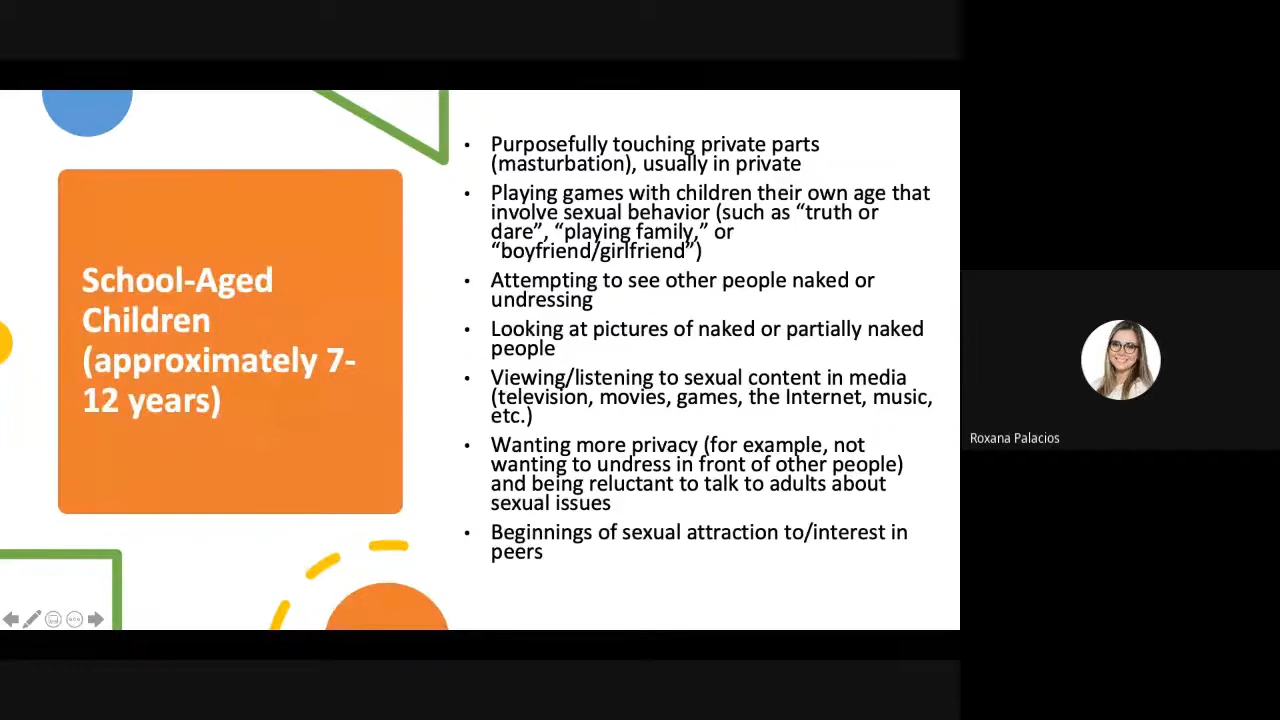 School-Aged
Children
(approximately 7-
12 years)
• Purposefully touching private parts
(masturbation), usually in private
• Playing games with children their own age that
involve sexual behavior (such as “truth or
dare”, “playing family,” or
“boyfriend/girlfriend”)
• Attempting to see other people naked or
undressing
• Looking at pictures of naked or partially naked
people
• Viewing/listening to sexual content in media
(television, movies, games, the Internet, music,
etc.)
• Wanting more privacy (for example, not
wanting to undress in front of other people)
and being reluctant to talk to adults about
sexual issues
• Beginnings of sexual attraction to/interest in
peers
Roxana Palacios